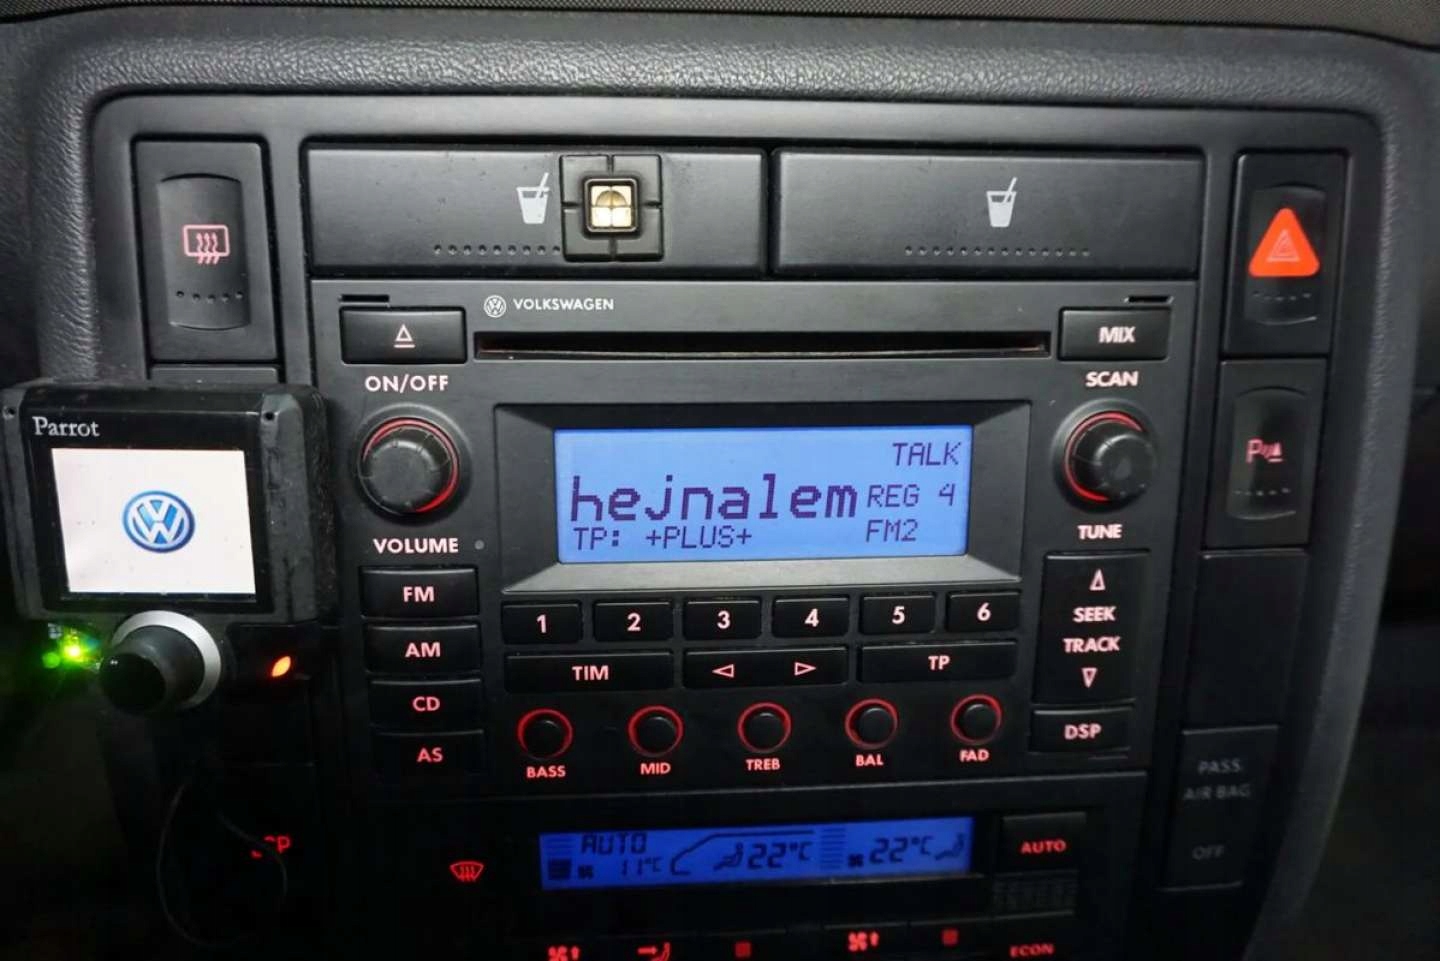 VOLKSWAGEN
MIX
ON/OFF
SCAN
Parrot
TALK
hejnalem REG 4
TP: +PLUS+ FM2
VOLUME
TUNE
FM
1 2 3 4 5 6
SEEK
AM
TIM
TP
TRACK
CD
DSP
AS
BASS MID TREB BAL FAD
PASS
AIR BAG
OFF
AUTO 11°C 22°C 22°C
AUTO
ECON